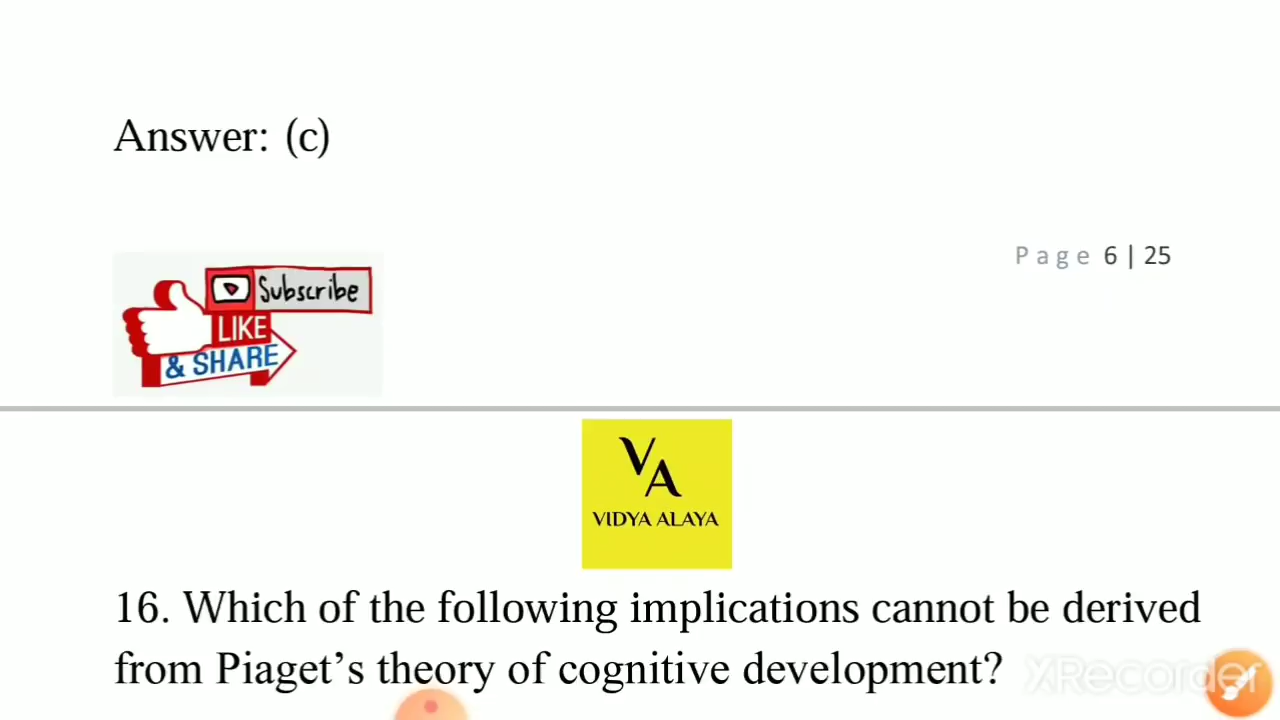 Answer: (c)
Page 6 | 25
Subscribe
LIKE
& SHARE
VA
VIDYA ALAYA
16. Which of the following implications cannot be derived
from Piaget’s theory of cognitive development?
XRecorder